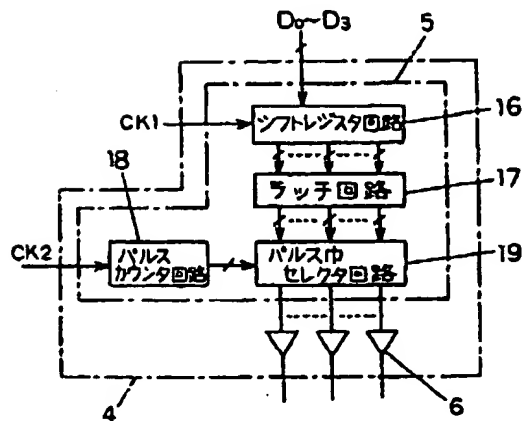 D₀~D₃
5
CK1
シフトレジスタ回路
16
ラッチ回路
17
18
CK2
パルス
カウンタ回路
パルス巾
セレクタ回路
19
4
6